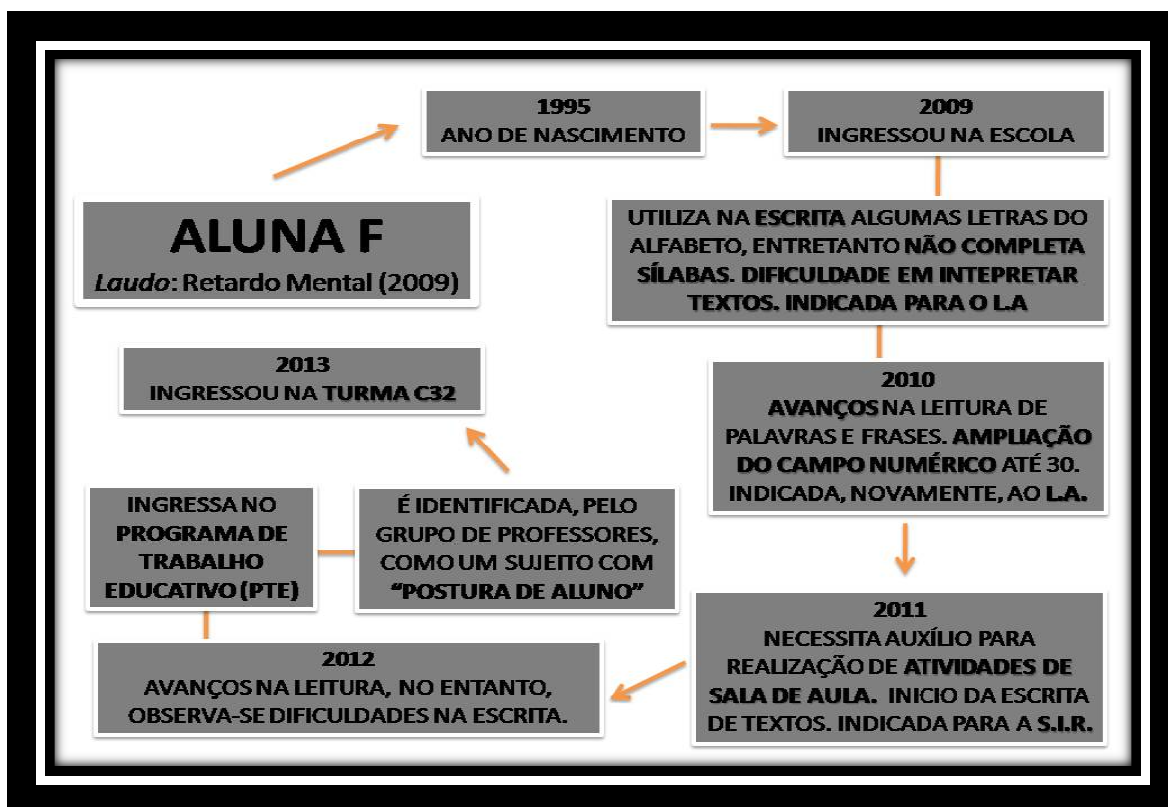 ALUNA F
Laudo: Retardo Mental (2009)
1995
ANO DE NASCIMENTO
2009
INGRESSOU NA ESCOLA
UTILIZA NA ESCRITA ALGUMAS LETRAS DO
ALFABETO, ENTRETANTO NÃO COMPLETA
SÍLABAS. DIFICULDADE EM INTEPRETAR
TEXTOS. INDICADA PARA O L.A
2010
AVANÇOS NA LEITURA DE
PALAVRAS E FRASES. AMPLIAÇÃO
DO CAMPO NUMÉRICO ATÉ 30.
INDICADA, NOVAMENTE, AO L.A.
2011
NECESSITA AUXÍLIO PARA
REALIZAÇÃO DE ATIVIDADES DE
SALA DE AULA. INICIO DA ESCRITA
DE TEXTOS. INDICADA PARA A S.I.R.
2012
AVANÇOS NA LEITURA, NO ENTANTO,
OBSERVA-SE DIFICULDADES NA ESCRITA.
INGRESSA NO
PROGRAMA DE
TRABALHO
EDUCATIVO (PTE)
É IDENTIFICADA, PELO
GRUPO DE PROFESSORES,
COMO UM SUJEITO COM
“POSTURA DE ALUNO”
2013
INGRESSOU NA TURMA C32